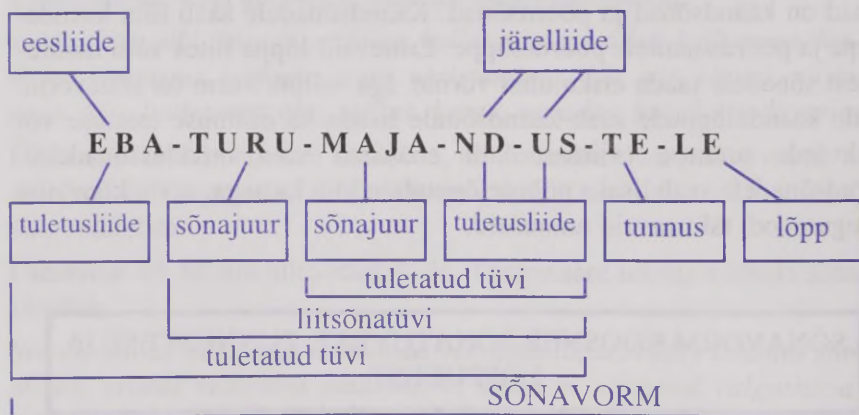 eesliide järelliide
EBA-TURU-MAJA-ND-US-TE-LE
tuletusliide sõnajuur sõnajuur tuletusliide tunnus lõpp
tuletatud tüvi
liitsõnatüvi
tuletatud tüvi
SÕNAVORM